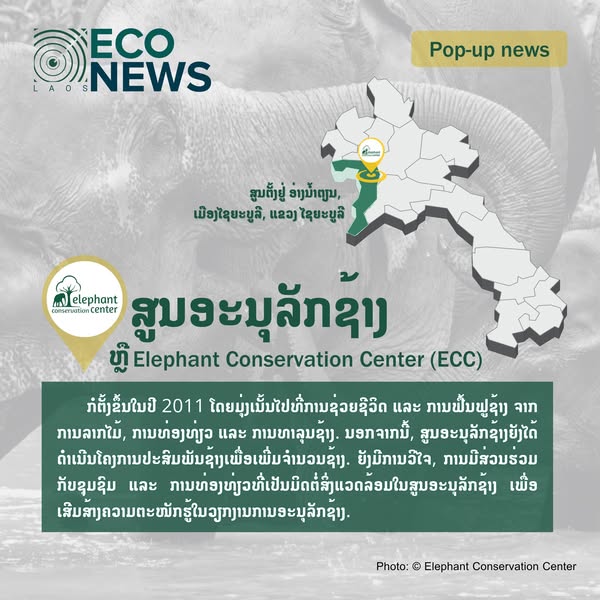 ECO
NEWS
LAOS
Pop-up news
elephant
conservation center
ສູນຕັ້ງຢູ່ ອ່າງນ້ຳຕຽນ,
ເມືອງໄຊຍະບູລີ, ແຂວງ ໄຊຍະບູລີ
elephant
conservation center
ສູນອະນຸລັກຊ້າງ
ຫຼື Elephant Conservation Center (ECC)
ກໍ່ຕັ້ງຂຶ້ນໃນປີ 2011 ໂດຍມຸ່ງເນັ້ນໄປທີ່ການຊ່ວຍຊີວິດ ແລະ ການຟື້ນຟູຊ້າງ ຈາກ
ການລາກໄມ້, ການທ່ອງທ່ຽວ ແລະ ການທາລຸນຊ້າງ. ນອກຈາກນີ້, ສູນອະນຸລັກຊ້າງຍັງໄດ້
ດຳເນີນໂຄງການປະສົມພັນຊ້າງເພື່ອເພີ່ມຈຳນວນຊ້າງ. ຍັງມີການວິໄຈ, ການມີສ່ວນຮ່ວມ
ກັບຊຸມຊົມ ແລະ ການທ່ອງທ່ຽວທີ່ເປັນມິດຕໍ່ສິ່ງແວດລ້ອມໃນສູນອະນຸລັກຊ້າງ ເພື່ອ
ເສີມສ້າງຄວາມຕະໜັກຮູ້ໃນວຽກງານການອະນຸລັກຊ້າງ.
Photo: © Elephant Conservation Center